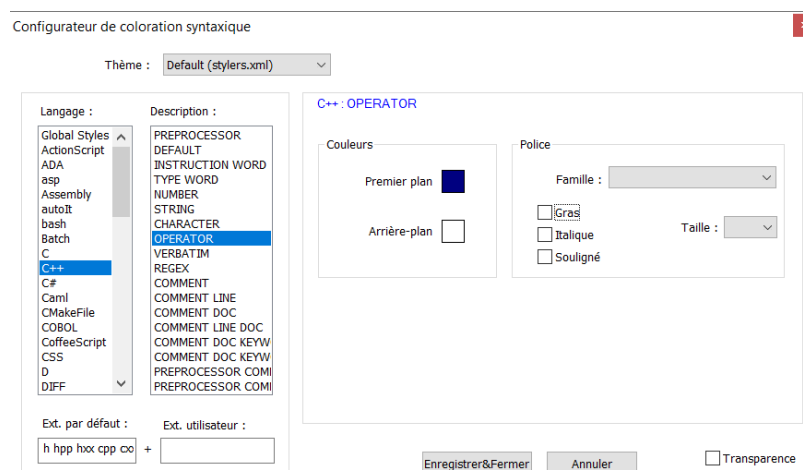 Configurateur de coloration syntaxique
Thème : Default (stylers.xml)
Langage :
Global Styles
ActionScript
ADA
asp
Assembly
autoIt
bash
Batch
C
C++
C#
Caml
CMakeFile
COBOL
CoffeeScript
CSS
D
DIFF
Description :
PREPROCESSOR
DEFAULT
INSTRUCTION WORD
TYPE WORD
NUMBER
STRING
CHARACTER
OPERATOR
VERBATIM
REGEX
COMMENT
COMMENT LINE
COMMENT DOC
COMMENT LINE DOC
COMMENT DOC KEYW
COMMENT DOC KEYW
PREPROCESSOR COM
PREPROCESSOR COM
Ext. par défaut :
h hpp hxx cpp cx
+
Ext. utilisateur :
C++ : OPERATOR
Couleurs
Premier plan
Arrière-plan
Police
Famille :
Gras
Italique
Souligné
Taille :
Enregistrer&Fermer
Annuler
Transparence